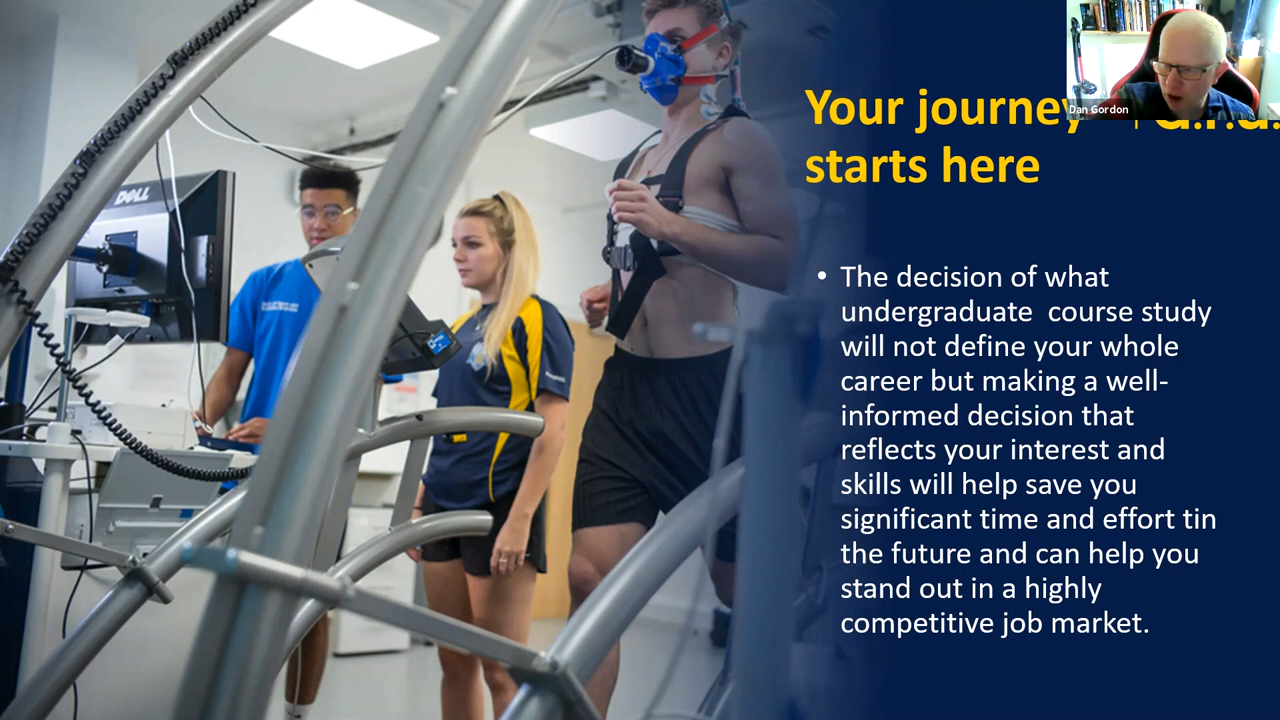 Your journey
starts here
Dan Gordon
• The decision of what
undergraduate  course study
will not define your whole
career but making a well-
informed decision that
reflects your interest and
skills will help save you
significant time and effort tin
the future and can help you
stand out in a highly
competitive job market.
DELL